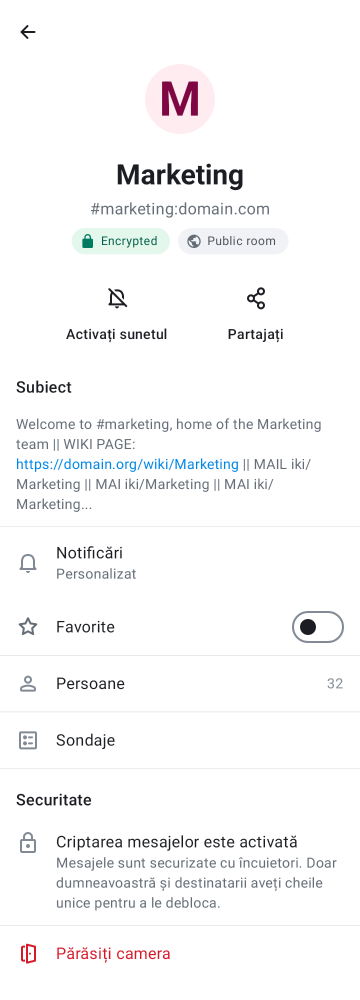 M
Marketing
#marketing:domain.com
Encrypted
Public room
Activați sunetul
Partajați
Subiect
Welcome to #marketing, home of the Marketing
team || WIKI PAGE:
https://domain.org/wiki/Marketing || MAIL iki/
Marketing || MAI iki/Marketing || MAI iki/
Marketing...
Notificări
Personalizat
Favorite
Persoane 32
Sondaje
Securitate
Criptarea mesajelor este activată
Mesajele sunt securizate cu încuietori. Doar
dumneavoastră și destinatarii aveți cheile
unice pentru a le debloca.
Părăsiți camera